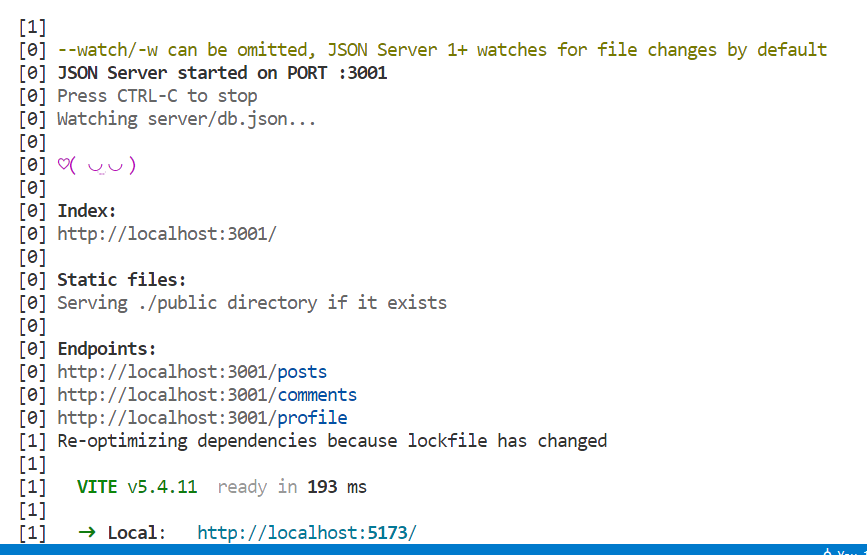 [1]
[0] --watch/-w can be omitted, JSON Server 1+ watches for file changes by default
[0] JSON Server started on PORT :3001
[0] Press CTRL-C to stop
[0] Watching server/db.json...
[0]
[0] ♡( ◡‿◡ )
[0]
[0] Index:
[0] http://localhost:3001/
[0]
[0] Static files:
[0] Serving ./public directory if it exists
[0]
[0] Endpoints:
[0] http://localhost:3001/posts
[0] http://localhost:3001/comments
[0] http://localhost:3001/profile
[1] Re-optimizing dependencies because lockfile has changed
[1]
[1] VITE v5.4.11 ready in 193 ms
[1]
[1] ➜ Local: http://localhost:5173/